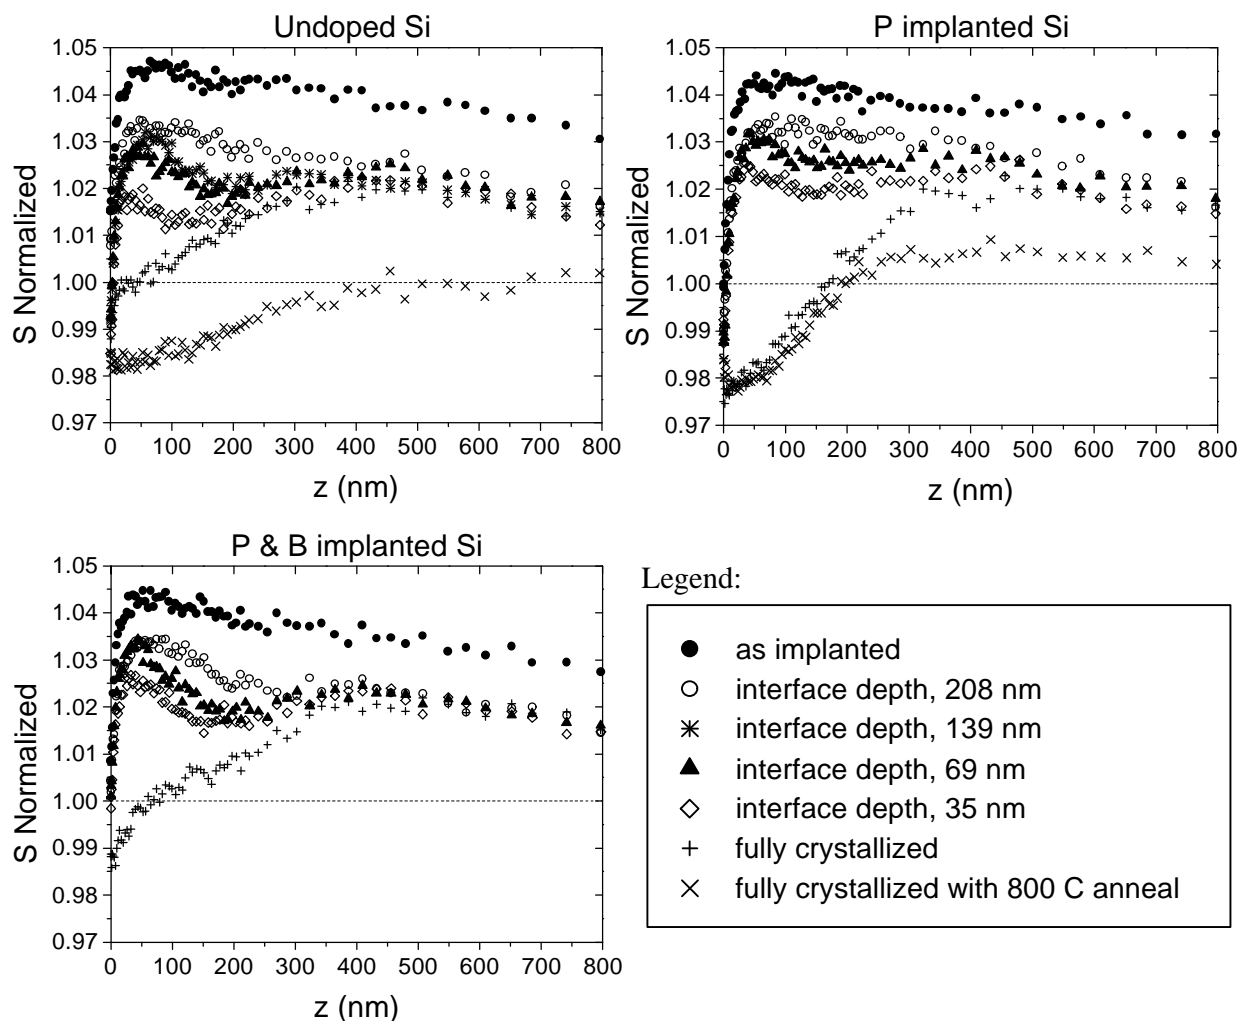 Undoped Si
1.05
1.04
1.03
1.02
1.01
1.00
0.99
0.98
0.97
S Normalized
0 100 200 300 400 500 600 700 800
z (nm)
P implanted Si
1.05
1.04
1.03
1.02
1.01
1.00
0.99
0.98
0.97
S Normalized
0 100 200 300 400 500 600 700 800
z (nm)
P & B implanted Si
1.05
1.04
1.03
1.02
1.01
1.00
0.99
0.98
0.97
S Normalized
0 100 200 300 400 500 600 700 800
z (nm)
Legend:
as implanted
interface depth, 208 nm
interface depth, 139 nm
interface depth, 69 nm
interface depth, 35 nm
fully crystallized
fully crystallized with 800 C anneal